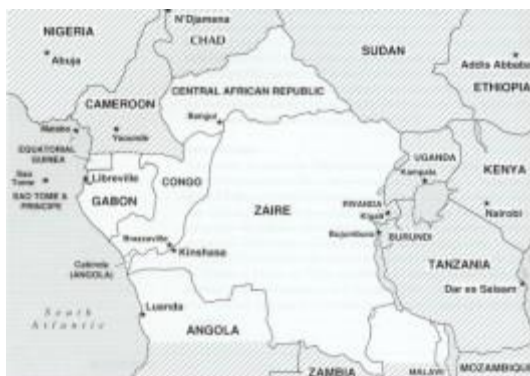 N'Djamena
NIGERIA
CHAD
SUDAN
Abuja
Addis Abbaba
ETHIOPIA
CENTRAL AFRICAN REPUBLIC
CAMEROON
Bangui
Malabo
Yaounde
EQUATORIAL
GUINEA
UGANDA
KENYA
Kampala
Sao
Tome
Libreville
CONGO
SAO TOME &
PRINCIPE
GABON
ZAIRE
RWANDA
Kigali
Nairobi
Bujumbura
BURUNDI
Brazzaville
Kinshasa
Cabinda
(ANGOLA)
TANZANIA
Dar es Salaam
Luanda
South
Atlantic
ANGOLA
ZAMBIA
MALAWI
MOZAMBIQUE